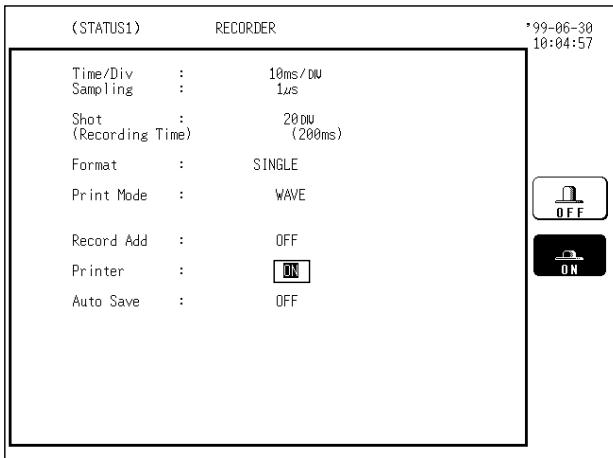 (STATUS1) RECORDER '99-06-30
10:04:57
Time/Div : 10ms/DIV
Sampling : 1µs
Shot : 20DIV
(Recording Time) (200ms)
Format : SINGLE
Print Mode : WAVE
OFF
Record Add : OFF
ON
Printer : ON
Auto Save : OFF